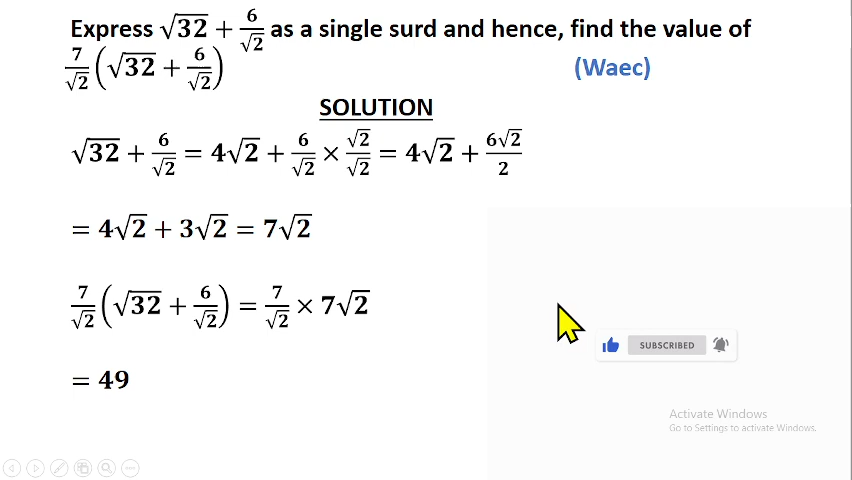 Express √32 + 6/√2 as a single surd and hence, find the value of
7/√2(√32 + 6/√2) (Waec)
SOLUTION
√32 + 6/√2 = 4√2 + 6/√2 × √2/√2 = 4√2 + 6√2/2
= 4√2 + 3√2 = 7√2
7/√2(√32 + 6/√2) = 7/√2 × 7√2
SUBSCRIBED
= 49
Activate Windows
Go to Settings to activate Windows.